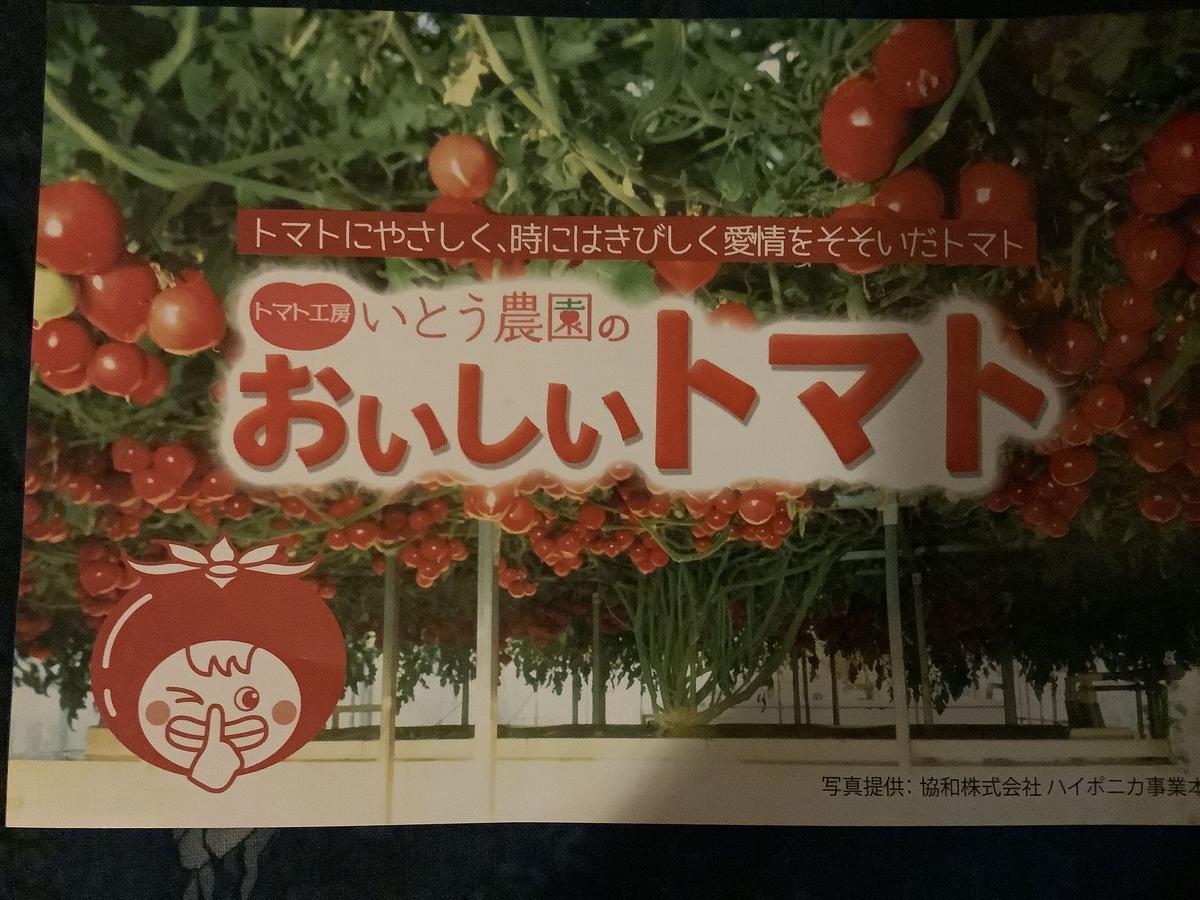 トマトにやさしく、時にはきびしく愛情をそそいだトマト
トマト工房 いとう農園の
おいしいトマト
写真提供：協和株式会社 ハイポニカ事業本